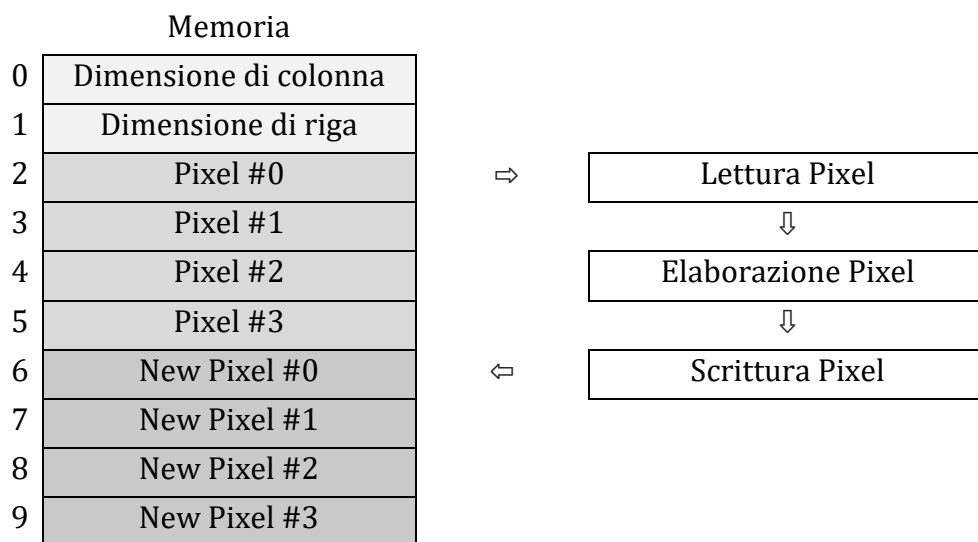 Memoria
0 Dimensione di colonna
1 Dimensione di riga
2 Pixel #0 ⇨ Lettura Pixel
3 Pixel #1 ⇩
4 Pixel #2 Elaborazione Pixel
5 Pixel #3 ⇩
6 New Pixel #0 ⇦ Scrittura Pixel
7 New Pixel #1
8 New Pixel #2
9 New Pixel #3